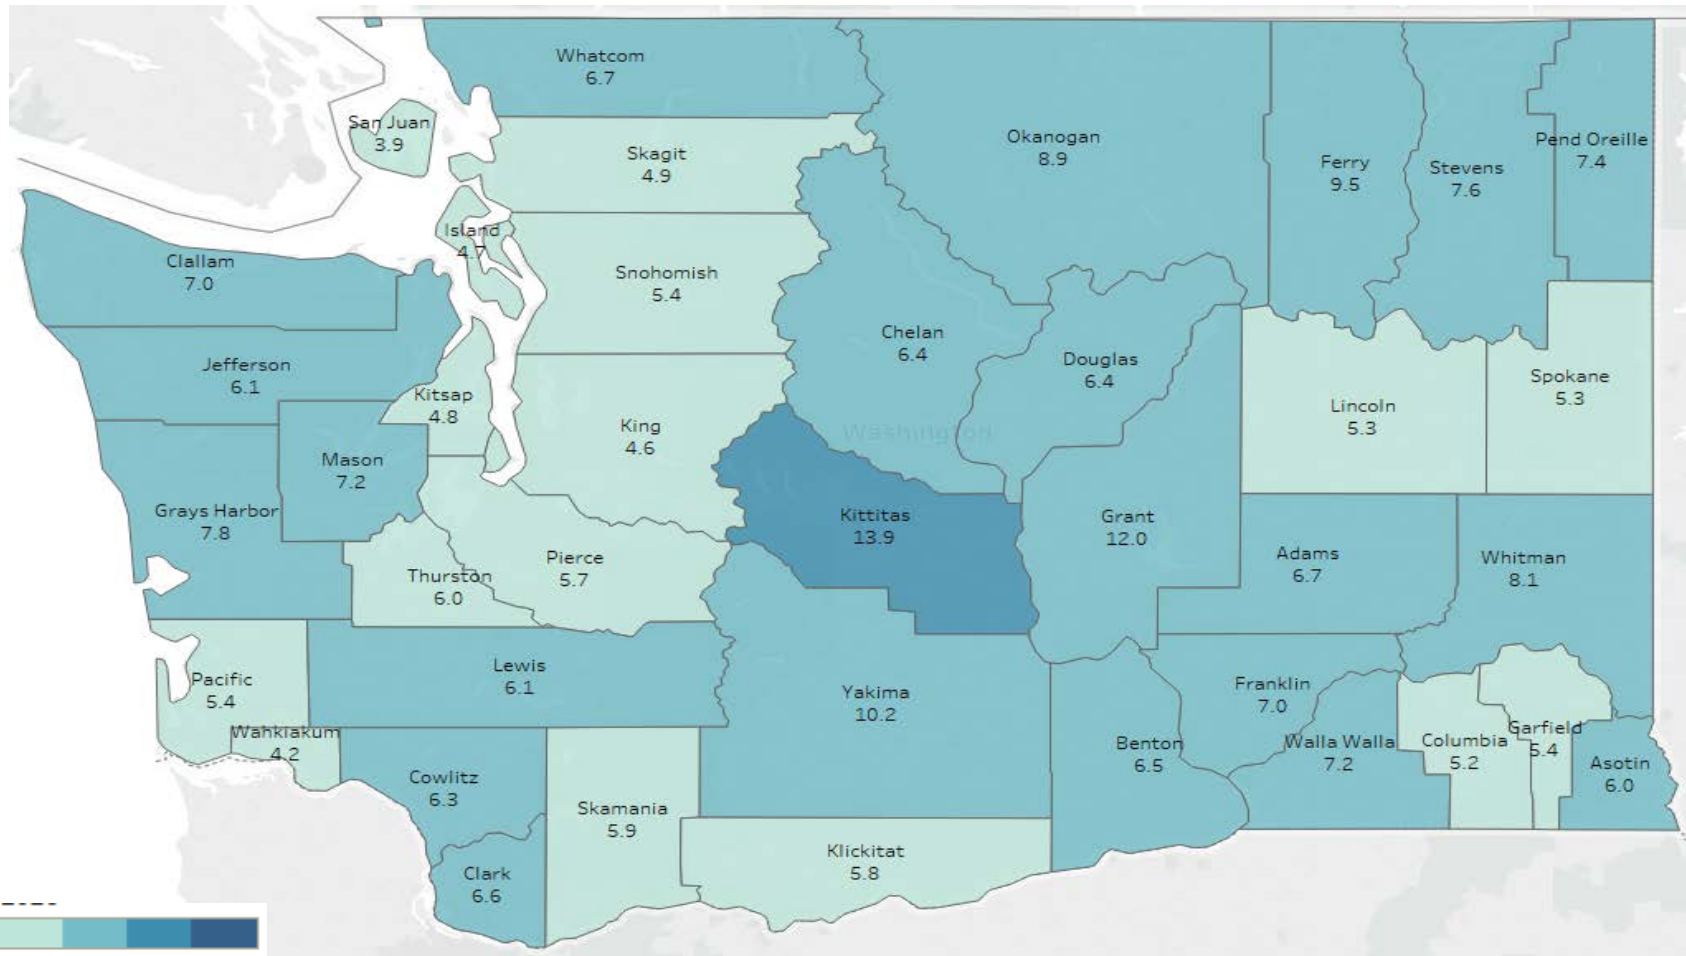 Whatcom
6.7
San Juan
3.9
Skagit
4.9
Okanogan
8.9
Ferry
9.5
Stevens
7.6
Pend Oreille
7.4
Island
4.7
Clallam
7.0
Snohomish
5.4
Chelan
6.4
Douglas
6.4
Jefferson
6.1
Kitsap
4.8
King
4.6
Lincoln
5.3
Spokane
5.3
Washington
Mason
7.2
Grays Harbor
7.8
Kittitas
13.9
Grant
12.0
Adams
6.7
Whitman
8.1
Thurston
6.0
Pierce
5.7
Pacific
5.4
Lewis
6.1
Yakima
10.2
Franklin
7.0
Wahkiakum
4.2
Benton
6.5
Walla Walla
7.2
Columbia
5.2
Garfield
5.4
Asotin
6.0
Cowlitz
6.3
Skamania
5.9
Klickitat
5.8
Clark
6.6